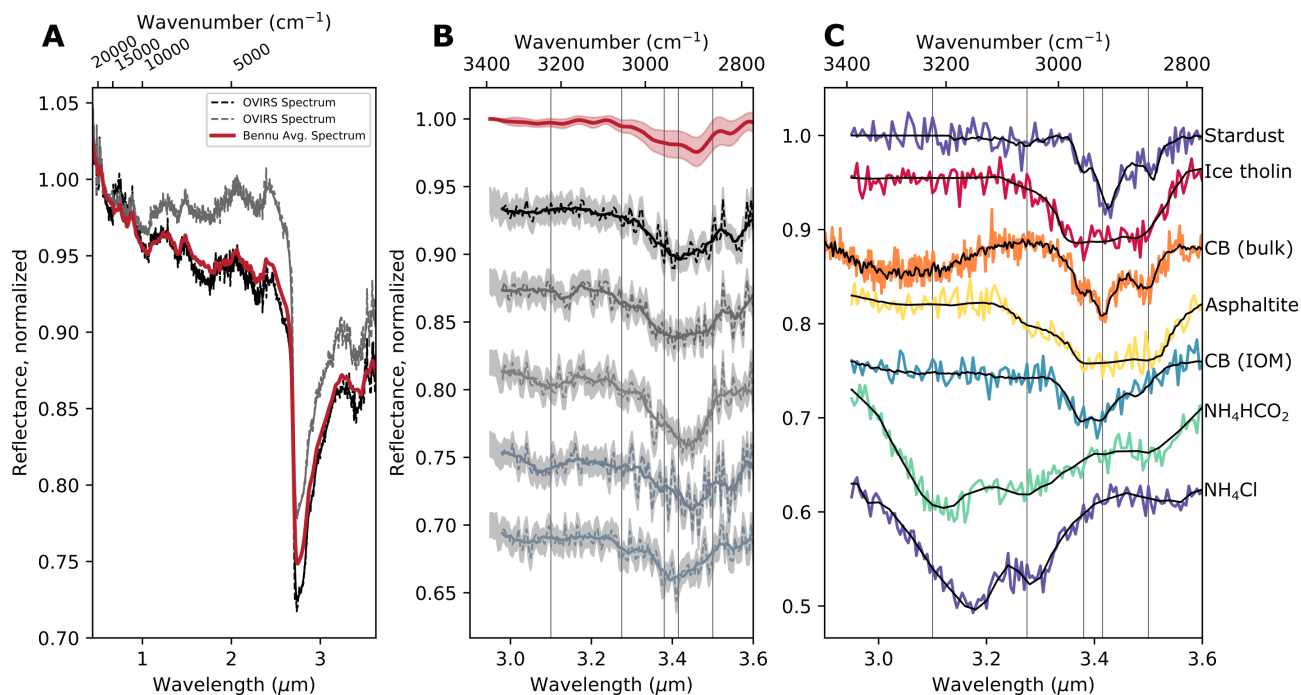 A
Wavenumber (cm⁻¹)
20000
15000
10000
5000
1.05
1.00
0.95
0.90
0.85
0.80
0.75
0.70
Reflectance, normalized
OVIRS Spectrum
OVIRS Spectrum
Bennu Avg. Spectrum
1
2
3
Wavelength (μm)
B
Wavenumber (cm⁻¹)
3400
3200
3000
2800
1.00
0.95
0.90
0.85
0.80
0.75
0.70
0.65
Reflectance, normalized
3.0
3.2
3.4
3.6
Wavelength (μm)
C
Wavenumber (cm⁻¹)
3400
3200
3000
2800
1.0
0.9
0.8
0.7
0.6
0.5
Stardust
Ice tholin
CB (bulk)
Asphaltite
CB (IOM)
NH₄HCO₂
NH₄Cl
3.0
3.2
3.4
3.6
Wavelength (μm)